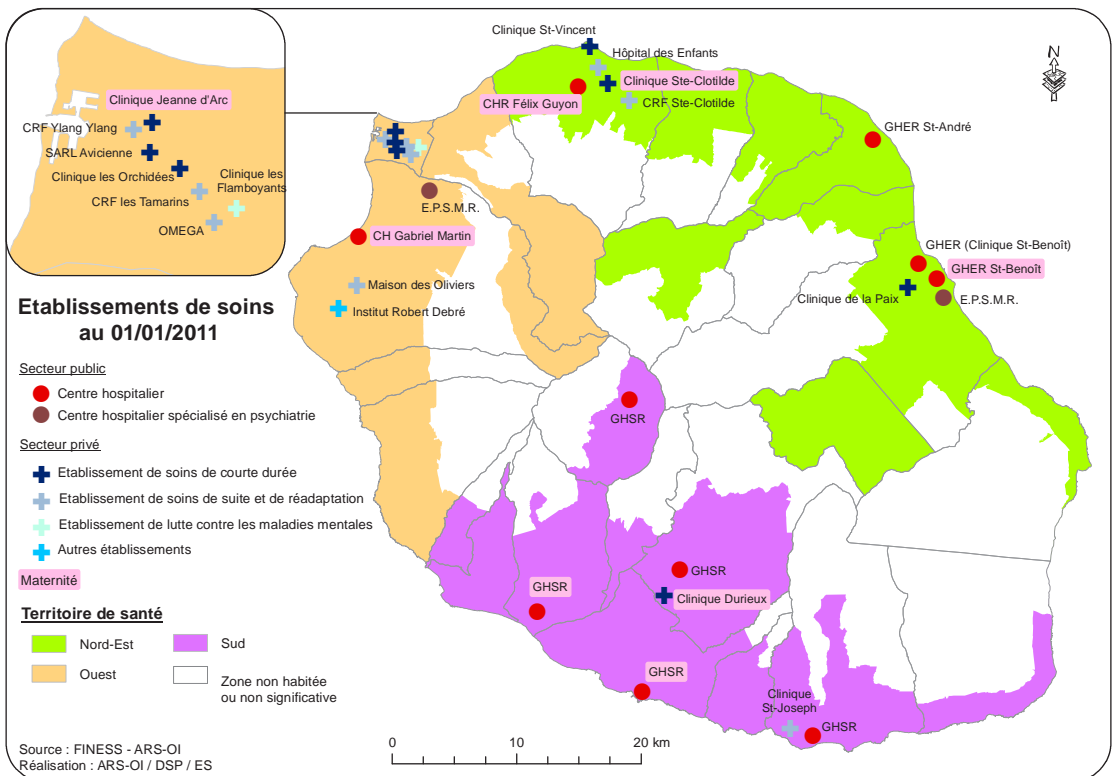 Clinique St-Vincent
Hôpital des Enfants
Clinique Ste-Clotilde
CHR Félix Guyon
CRF Ste-Clotilde
N
Clinique Jeanne d'Arc
CRF Ylang Ylang
SARL Avicienne
Clinique les Orchidées
Clinique les
Flamboyants
CRF les Tamarins
OMEGA
GHER St-André
E.P.S.M.R.
CH Gabriel Martin
GHER (Clinique St-Benoît)
GHER St-Benoît
Clinique de la Paix
E.P.S.M.R.
Maison des Oliviers
Institut Robert Debré
Etablissements de soins
au 01/01/2011
Secteur public
Centre hospitalier
Centre hospitalier spécialisé en psychiatrie
Secteur privé
Etablissement de soins de courte durée
Etablissement de soins de suite et de réadaptation
Etablissement de lutte contre les maladies mentales
Autres établissements
Maternité
Territoire de santé
Nord-Est
Sud
Ouest
Zone non habitée
ou non significative
GHSR
GHSR
Clinique Durieux
GHSR
GHSR
Clinique
St-Joseph
GHSR
0 10 20 km
Source : FINESS - ARS-OI
Réalisation : ARS-OI / DSP / ES